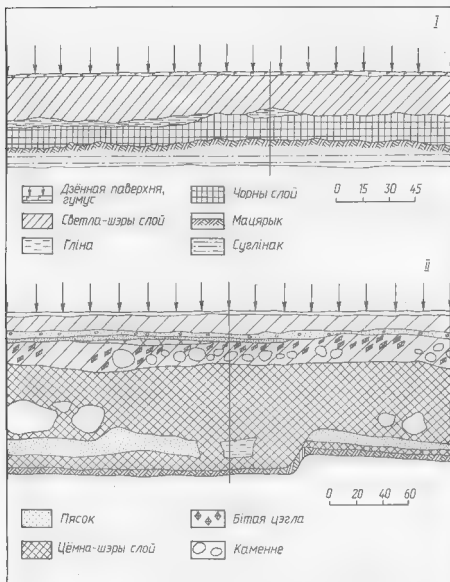 I
Дзённая паверхня,
гумус
Светла-шэры слой
Гліна
Чорны слой
Мацярык
Суглінак
0 15 30 45
II
Пясок
Цёмна-шэры слой
Бітая цэгла
Каменне
0 20 40 60